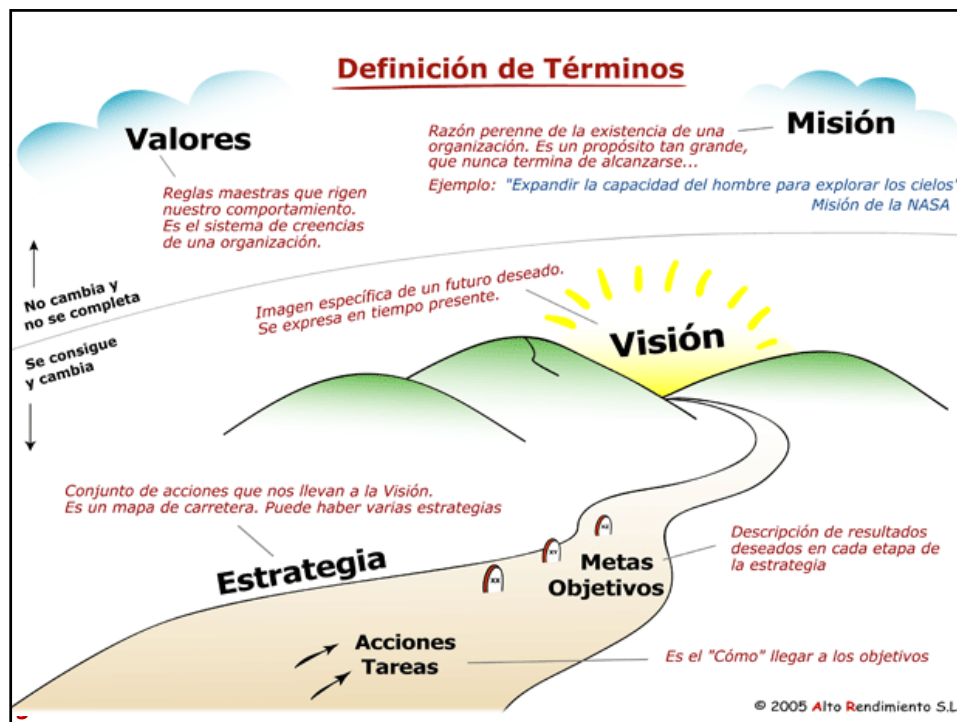 Definición de Términos
Valores
Misión
Razón perenne de la existencia de una
organización. Es un propósito tan grande,
que nunca termina de alcanzarse...
Ejemplo: "Expandir la capacidad del hombre para explorar los cielos"
Misión de la NASA
Reglas maestras que rigen
nuestro comportamiento.
Es el sistema de creencias
de una organización.
No cambia y
no se completa
Se consigue
y cambia
Imagen específica de un futuro deseado.
Se expresa en tiempo presente.
Visión
Conjunto de acciones que nos llevan a la Visión.
Es un mapa de carretera. Puede haber varias estrategias
Estrategia
Metas
Objetivos
Descripción de resultados
deseados en cada etapa de
la estrategia
Acciones
Tareas
Es el "Cómo" llegar a los objetivos
© 2005 Alto Rendimiento S.L